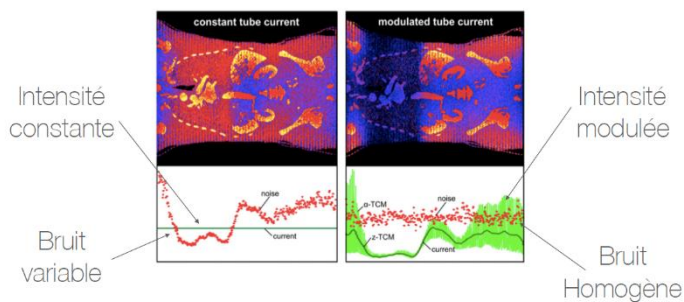 constant tube current
modulated tube current
Intensité
constante
Intensité
modulée
noise
current
α-TCM
noise
z-TCM
current
Bruit
variable
Bruit
Homogène